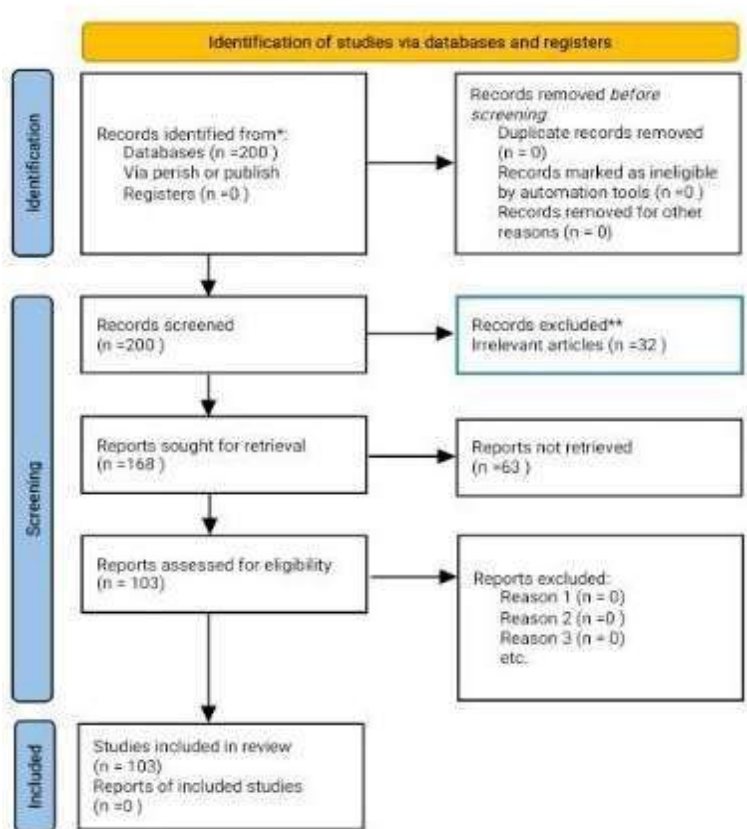 Identification of studies via databases and registers
Identification
Records identified from*:
Databases (n =200 )
Via perish or publish
Registers (n =0 )
Records removed before
screening
Duplicate records removed
(n = 0)
Records marked as ineligible
by automation tools (n =0 )
Records removed for other
reasons (n = 0)
Screening
Records screened
(n =200 )
Records excluded**
Irrelevant articles (n =32 )
Reports sought for retrieval
(n =168 )
Reports not retrieved
(n =63 )
Reports assessed for eligibility
(n = 103)
Reports excluded:
Reason 1 (n = 0)
Reason 2 (n =0 )
Reason 3 (n = 0)
etc.
Included
Studies included in review
(n = 103)
Reports of included studies
(n =0 )